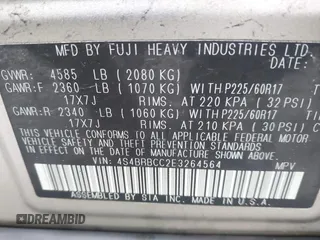 MFD BY FUJI HEAVY INDUSTRIES LTD.
DATE:
GVWR: 4585 LB ( 2080 KG)
GAWR:F 2360 LB ( 1070 KG) WITH P225/60R17
17X7J RIMS. AT 220 KPA ( 32 PSI)
GAWR:R 2340 LB ( 1060 KG) WITH P225/60R17
17X7J RIMS. AT 210 KPA ( 30 PSI)
THIS VEHICLE CONFORMS TO ALL APPLICABLE FEDERAL MOTOR
VEHICLE SAFETY AND THEFT PREVENTION STANDARDS
IN EFFECT ON THE DATE OF MANUFACTURE SHOWN ABOVE.
V.I.N.: 4S4BRBCC2E3264564 MPV
ASSEMBLED BY SIA INC. MADE IN U.S.A.
DREAMBID